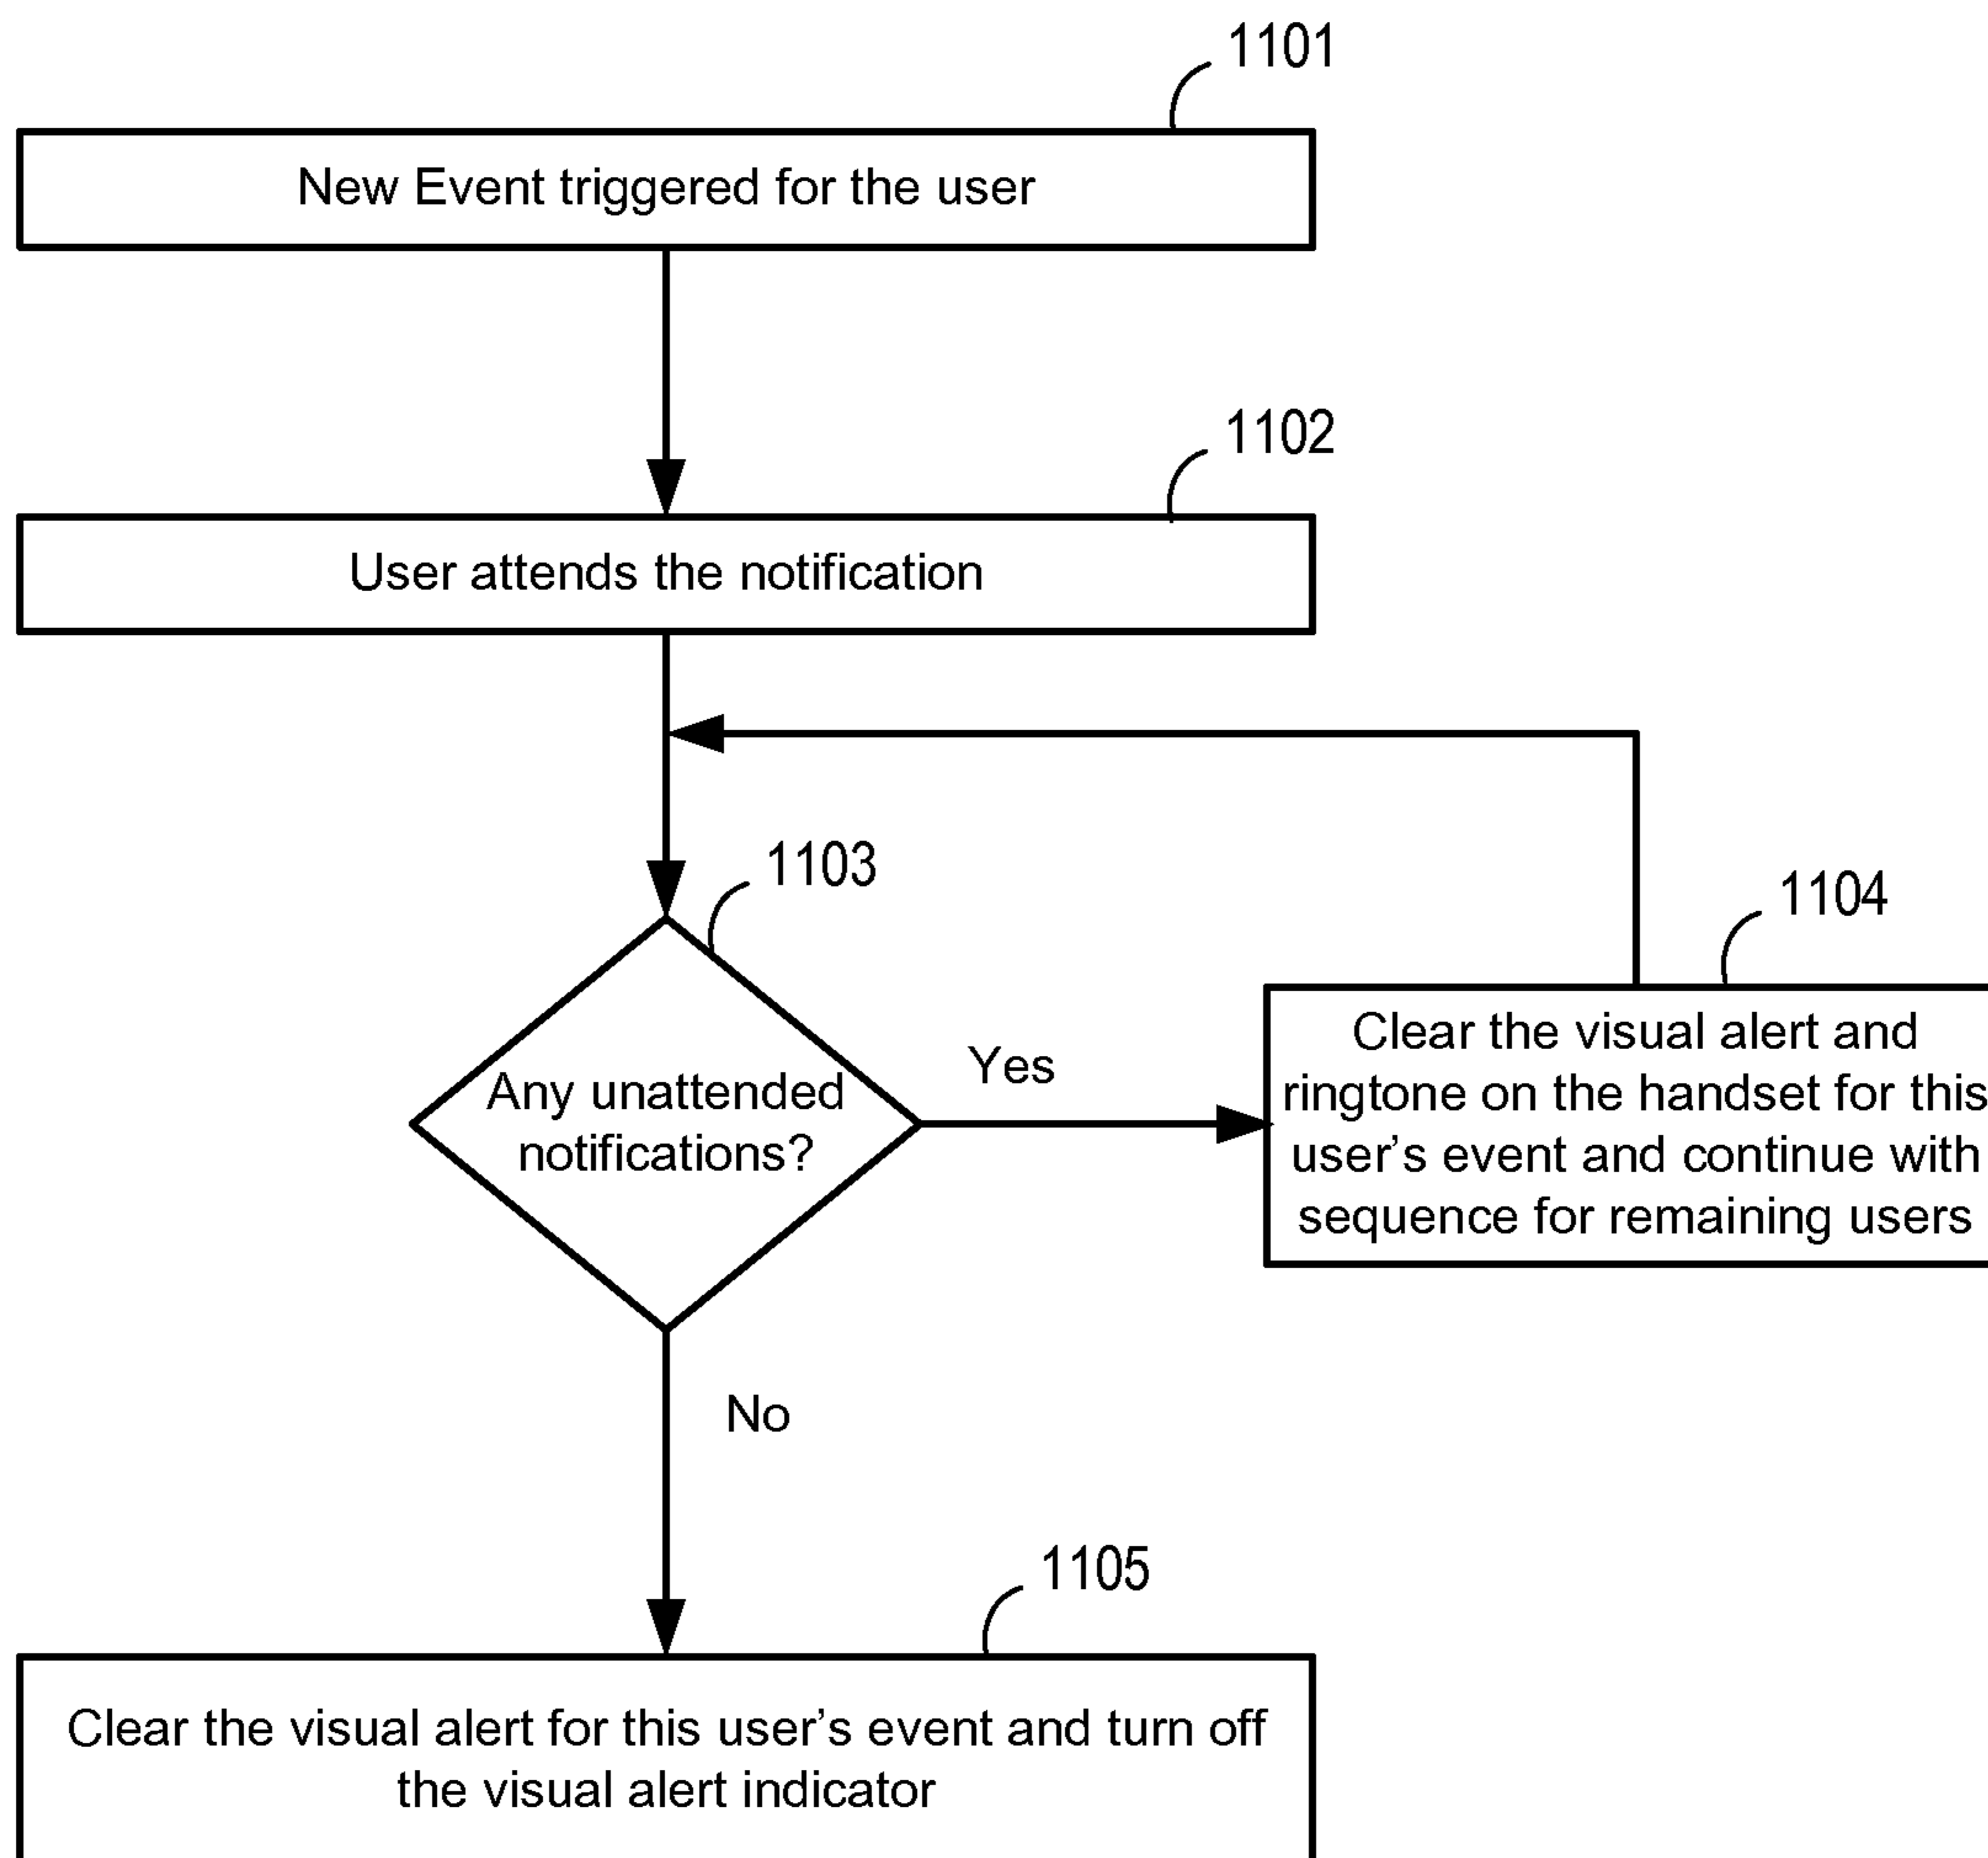 1101
New Event triggered for the user
1102
User attends the notification
1103
1104
Any unattended
notifications?
Yes
Clear the visual alert and
ringtone on the handset for this
user’s event and continue with
sequence for remaining users
No
1105
Clear the visual alert for this user’s event and turn off
the visual alert indicator